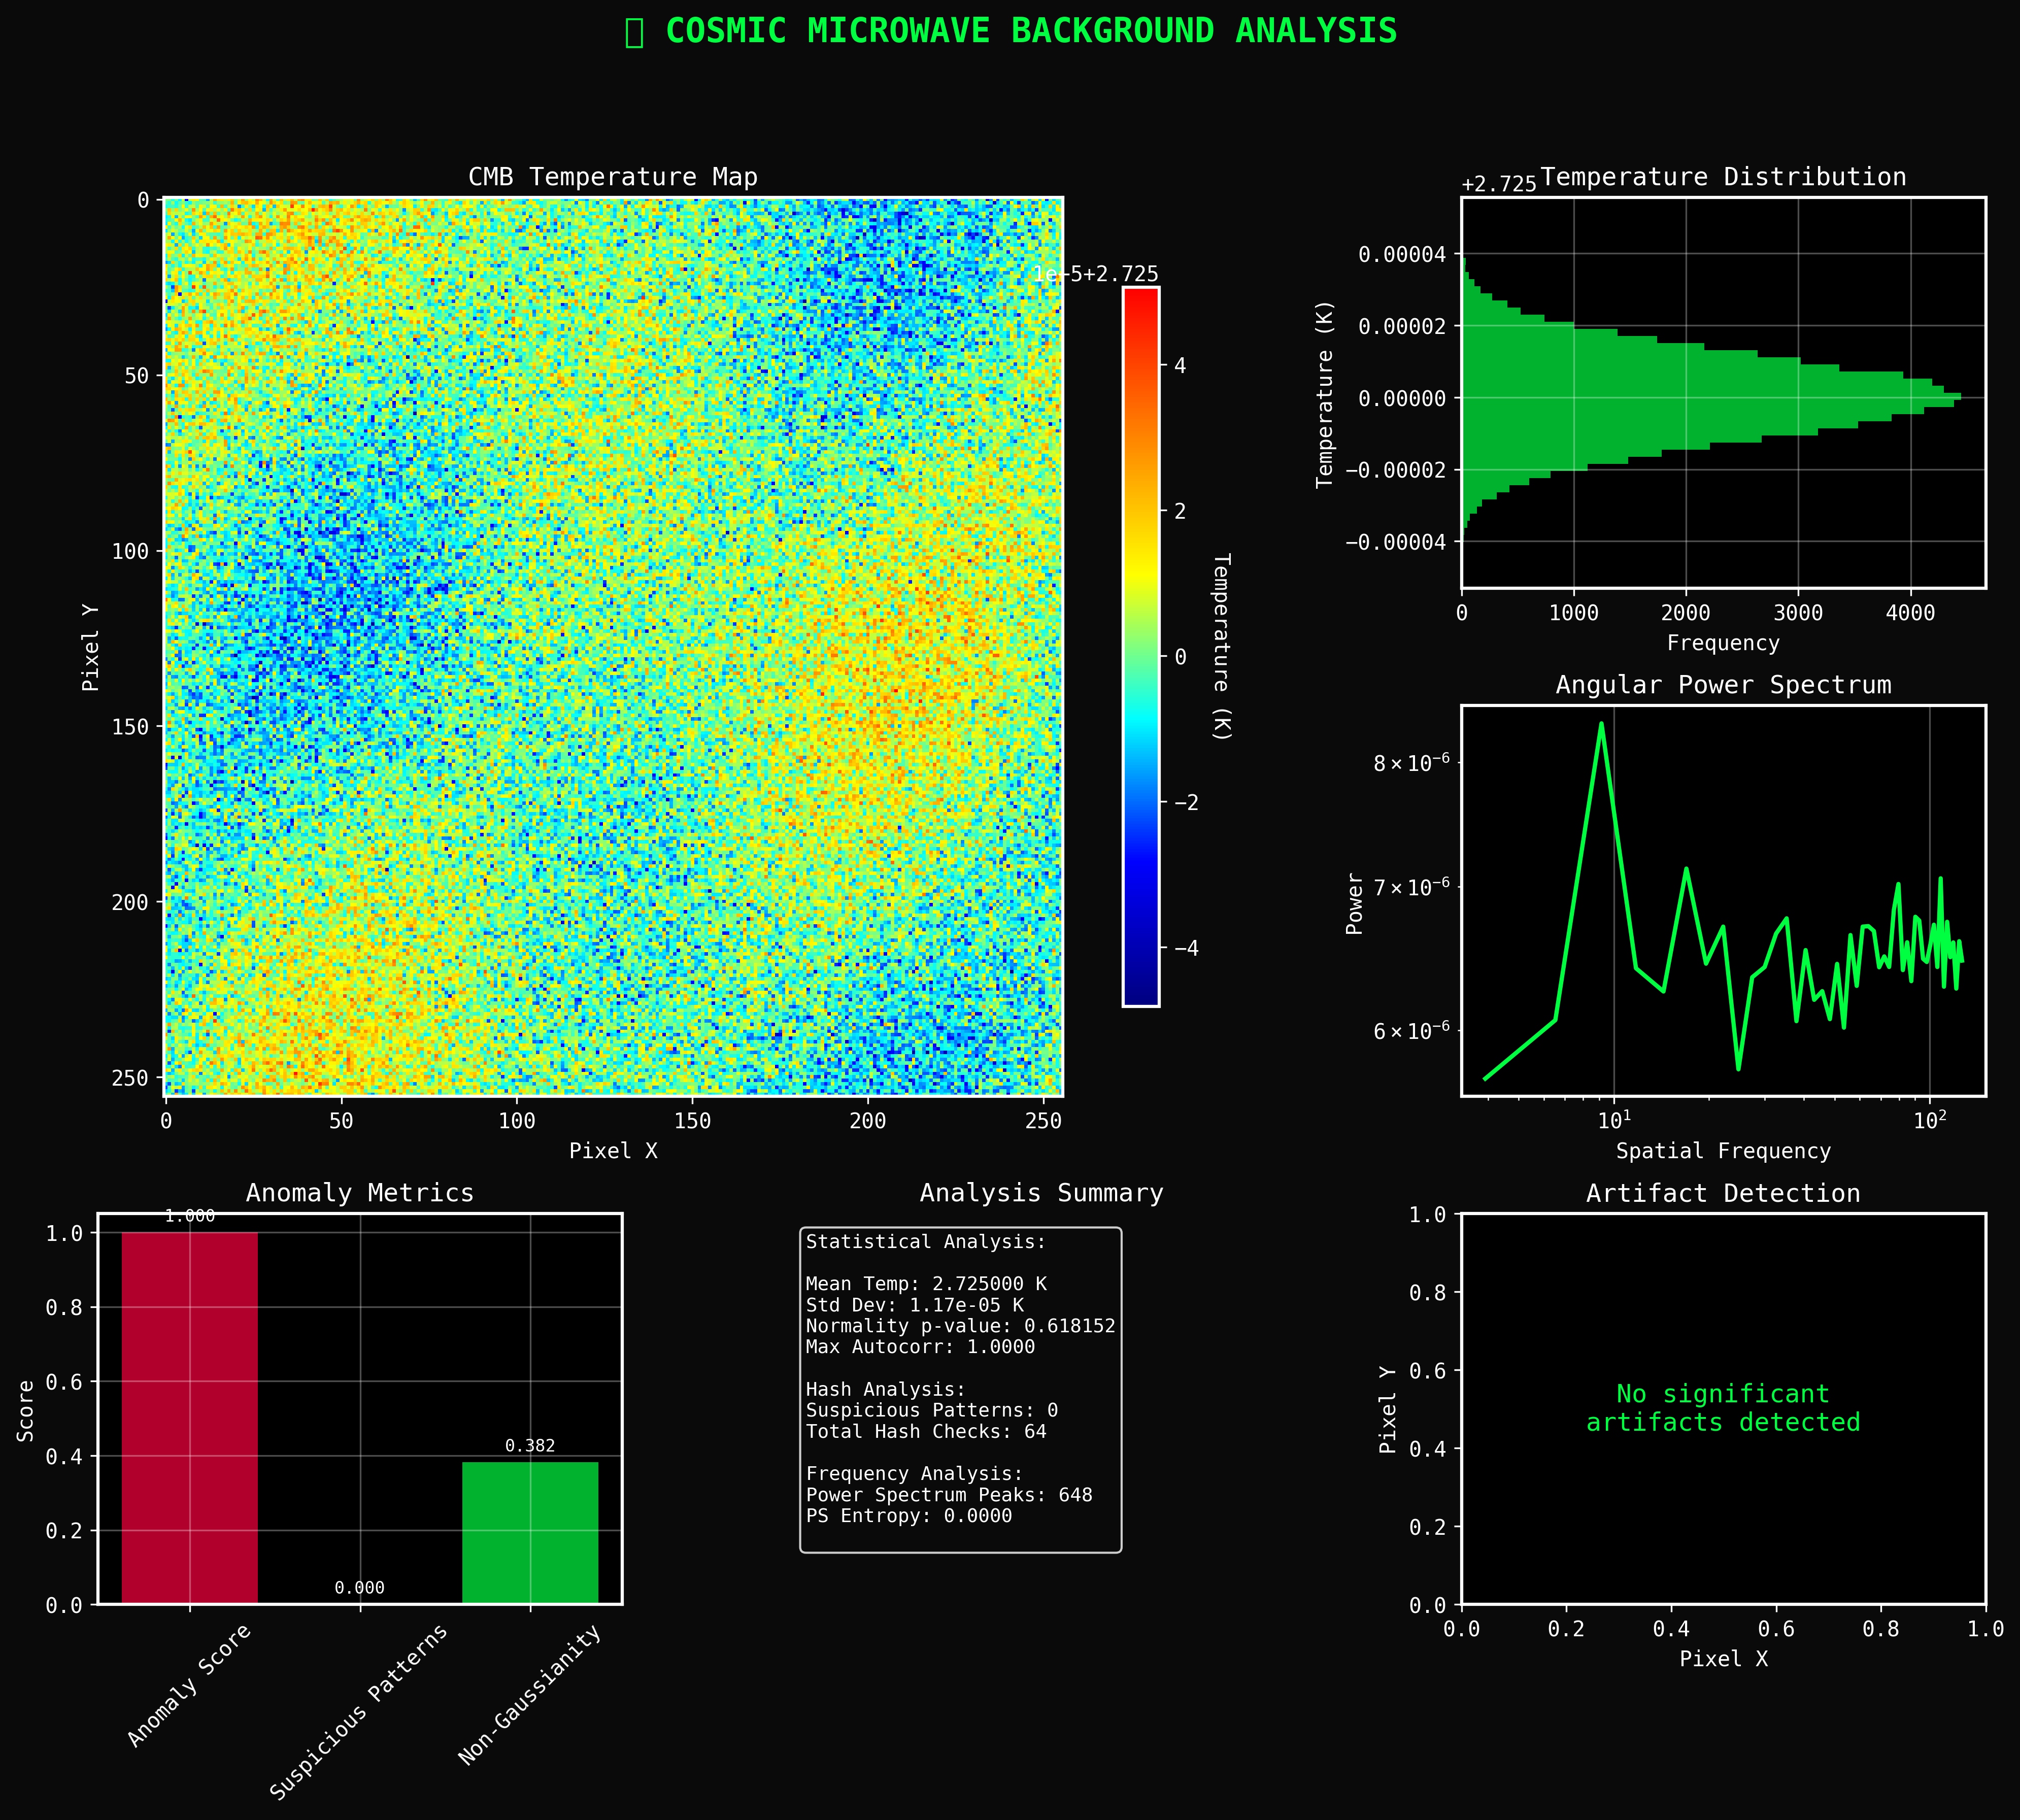 ▯ COSMIC MICROWAVE BACKGROUND ANALYSIS
CMB Temperature Map
0
50
100
150
200
250
Pixel Y
0
50
100
150
200
250
Pixel X
1e−5+2.725
4
2
0
−2
−4
Temperature (K)
+2.725
Temperature Distribution
0.00004
0.00002
0.00000
−0.00002
−0.00004
Temperature (K)
0
1000
2000
3000
4000
Frequency
Angular Power Spectrum
8×10⁻⁶
7×10⁻⁶
6×10⁻⁶
Power
10¹
10²
Spatial Frequency
Anomaly Metrics
1.0
0.8
0.6
0.4
0.2
0.0
Score
1.000
0.000
0.382
Anomaly Score
Suspicious Patterns
Non-Gaussianity
Analysis Summary
Statistical Analysis:
Mean Temp: 2.725000 K
Std Dev: 1.17e-05 K
Normality p-value: 0.618152
Max Autocorr: 1.0000
Hash Analysis:
Suspicious Patterns: 0
Total Hash Checks: 64
Frequency Analysis:
Power Spectrum Peaks: 648
PS Entropy: 0.0000
Artifact Detection
1.0
0.8
0.6
0.4
0.2
0.0
Pixel Y
No significant
artifacts detected
0.0
0.2
0.4
0.6
0.8
1.0
Pixel X